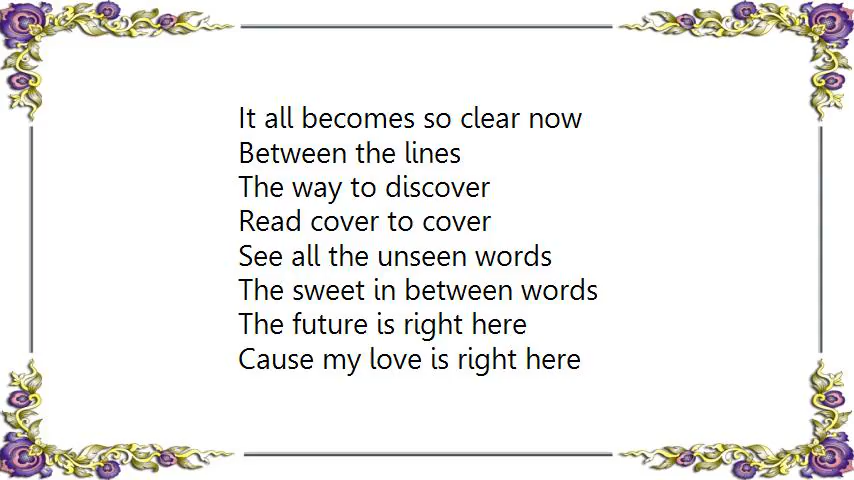 It all becomes so clear now
Between the lines
The way to discover
Read cover to cover
See all the unseen words
The sweet in between words
The future is right here
Cause my love is right here